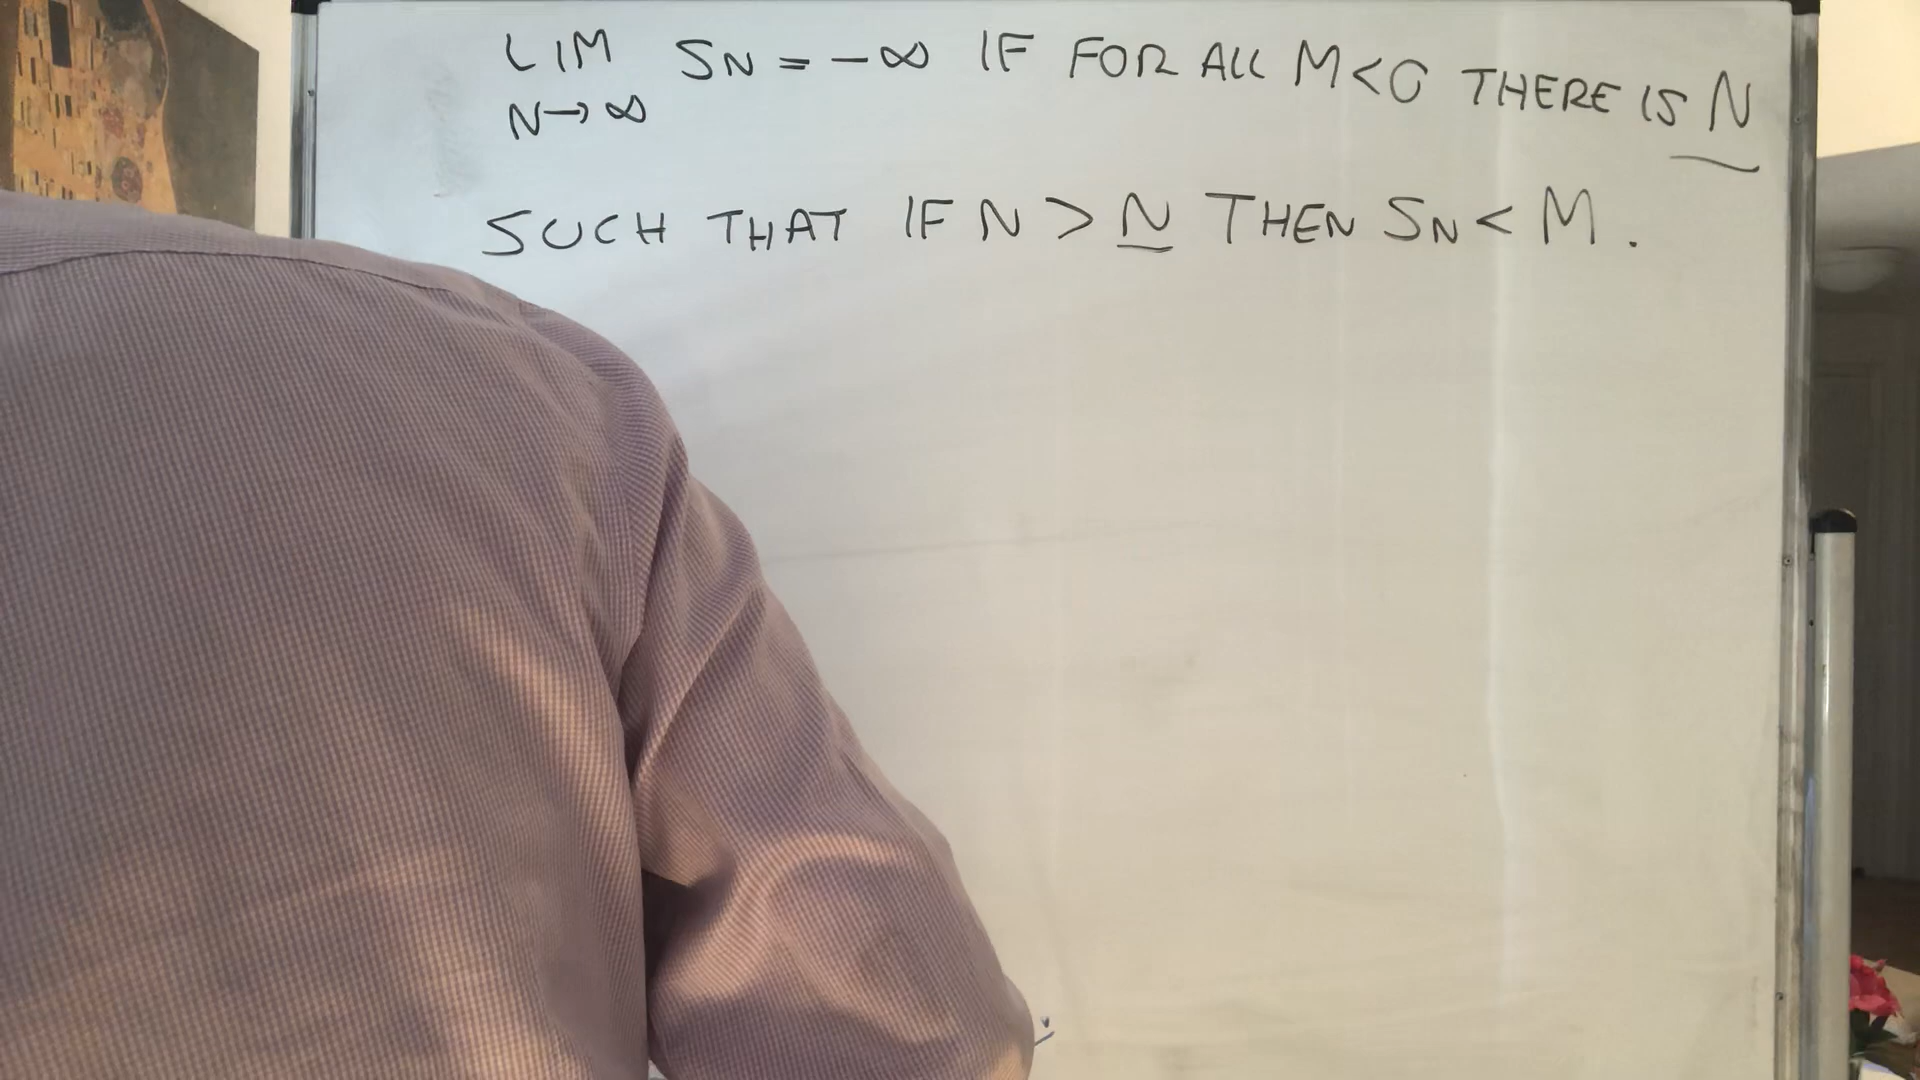 LIM SN = -∞ IF FOR ALL M<0 THERE IS N
N→∞
SUCH THAT IF N > N THEN SN < M.